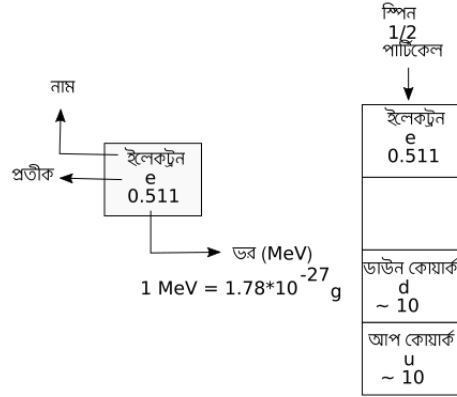 স্পিন
1/2
পার্টিকেল
নাম
প্রতীক
ইলেকট্রন
e
0.511
ভর (MeV)
1 MeV = 1.78*10^-27 g
ইলেকট্রন
e
0.511
ডাউন কোয়ার্ক
d
~ 10
আপ কোয়ার্ক
u
~ 10